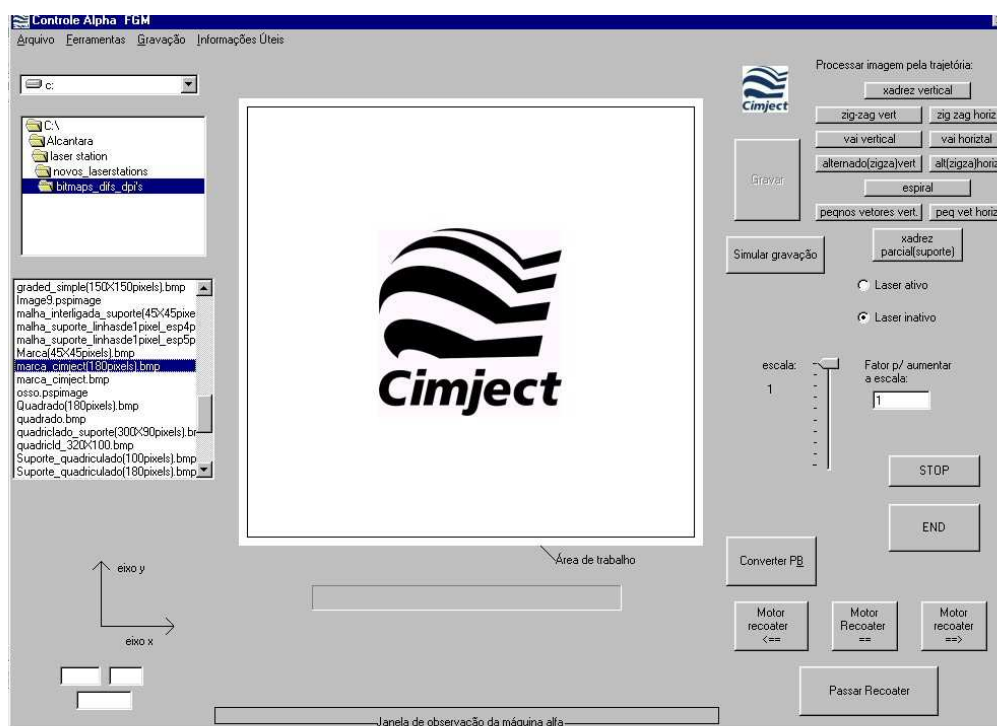 Controle Alpha FGM
Arquivo Ferramentas Gravação Informações Úteis
c:
C:\
Alcantara
laser station
novos_laserstations
bitmaps_difs_dpi's
graded_simple(150X150pixels).bmp
Image9.pspimage
malha_interligada_suporte(45X45pixe
malha_suporte_linhasde1pixel_esp4p
malha_suporte_linhasde1pixel_esp5p
Marca(45X45pixels).bmp
marca_cimject(180pixels).bmp
marca_cimject.bmp
osso.pspimage
Quadrado(180pixels).bmp
quadrado.bmp
quadriclado_suporte(300X90pixels).br
quadricld_320X100.bmp
Suporte_quadriculado(100pixels).bmp
Suporte_quadriculado(180pixels).bmp
eixo y
eixo x
Cimject
Área de trabalho
Janela de observação da máquina alfa
Cimject
Processar imagem pela trajetória:
xadrez vertical
zig-zag vert zig zag horiz
vai vertical vai horiztal
alternado(zigza)vert alt(zigza)horiz
espiral
peqnos vetores vert. peq vet horiz
Gravar
Simular gravação
xadrez
parcial(suporte)
Laser ativo
Laser inativo
escala:
1
Fator p/ aumentar
a escala:
1
STOP
END
Converter PB
Motor
recoater
<==
Motor
Recoater
==
Motor
recoater
==>
Passar Recoater